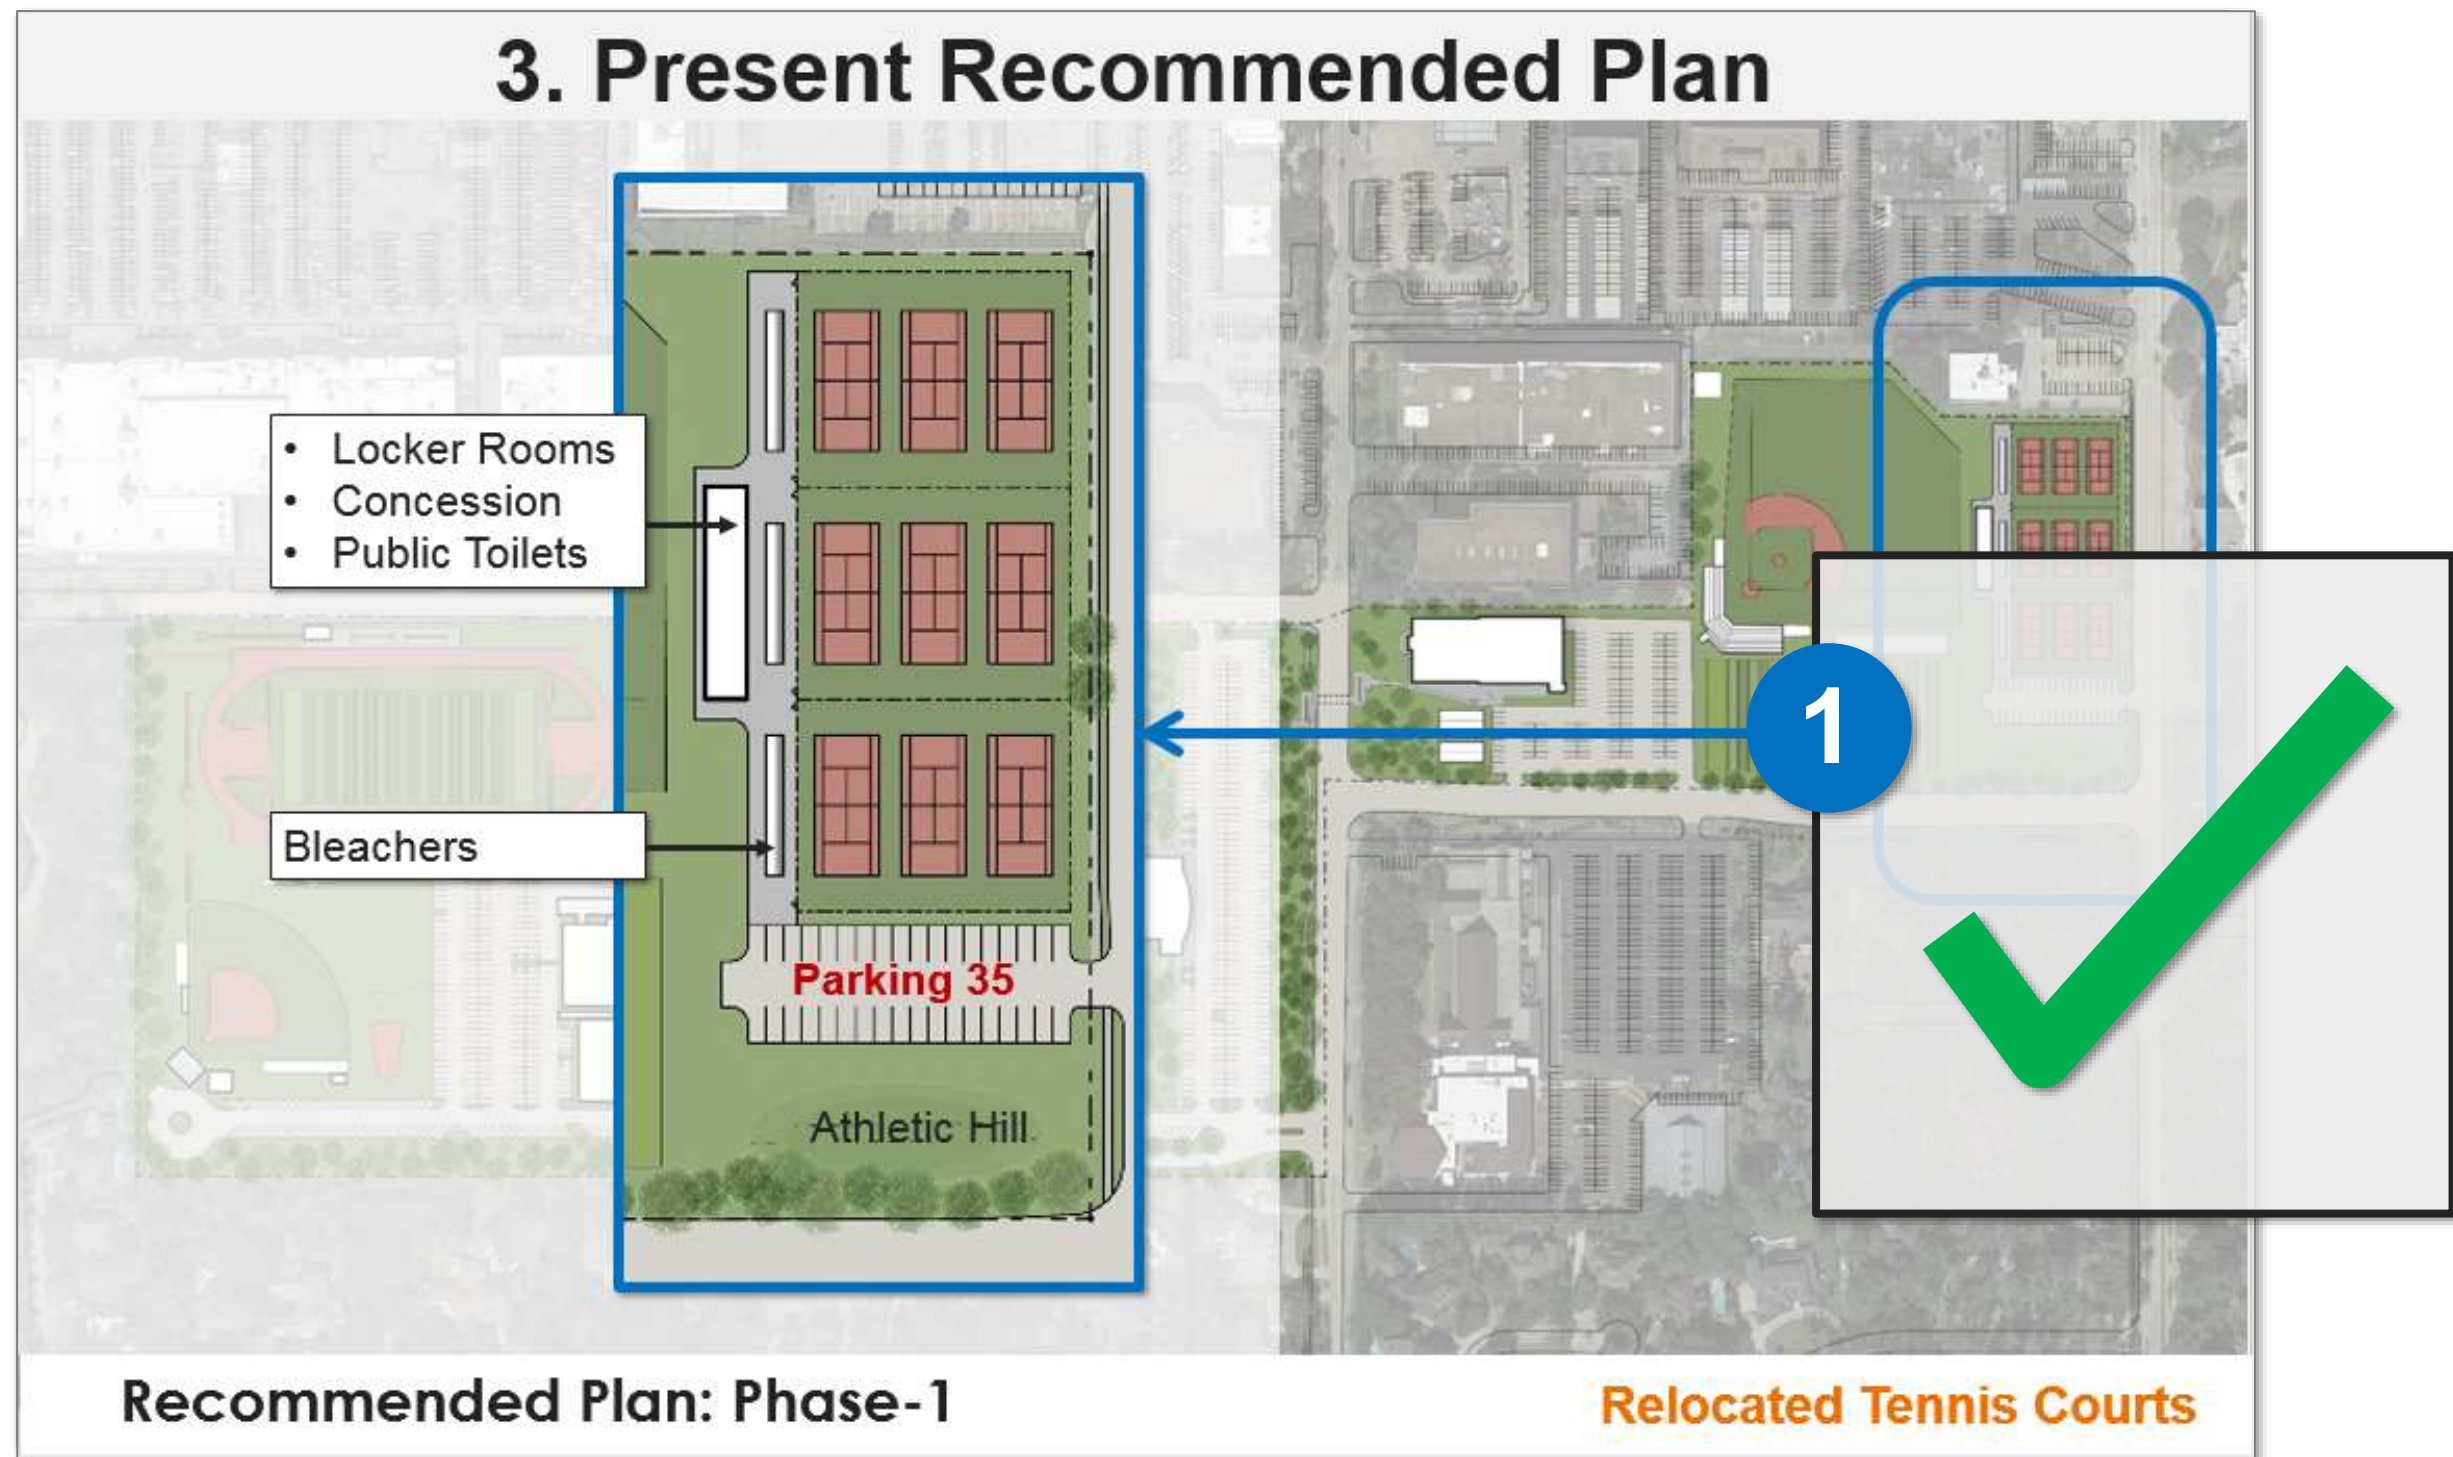 3. Present Recommended Plan
• Locker Rooms
• Concession
• Public Toilets
Bleachers
Parking 35
Athletic Hill
1
Recommended Plan: Phase-1
Relocated Tennis Courts